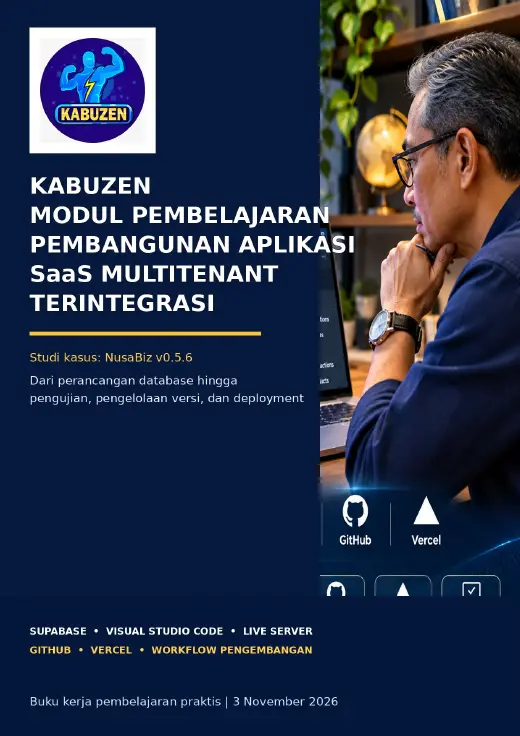 KABUZEN
KABUZEN
MODUL PEMBELAJARAN
PEMBANGUNAN APLIKASI
SaaS MULTITENANT
TERINTEGRASI
Studi kasus: NusaBiz v0.5.6
Dari perancangan database hingga
pengujian, pengelolaan versi, dan deployment
GitHub
Vercel
SUPABASE • VISUAL STUDIO CODE • LIVE SERVER
GITHUB • VERCEL • WORKFLOW PENGEMBANGAN
Buku kerja pembelajaran praktis | 3 November 2026